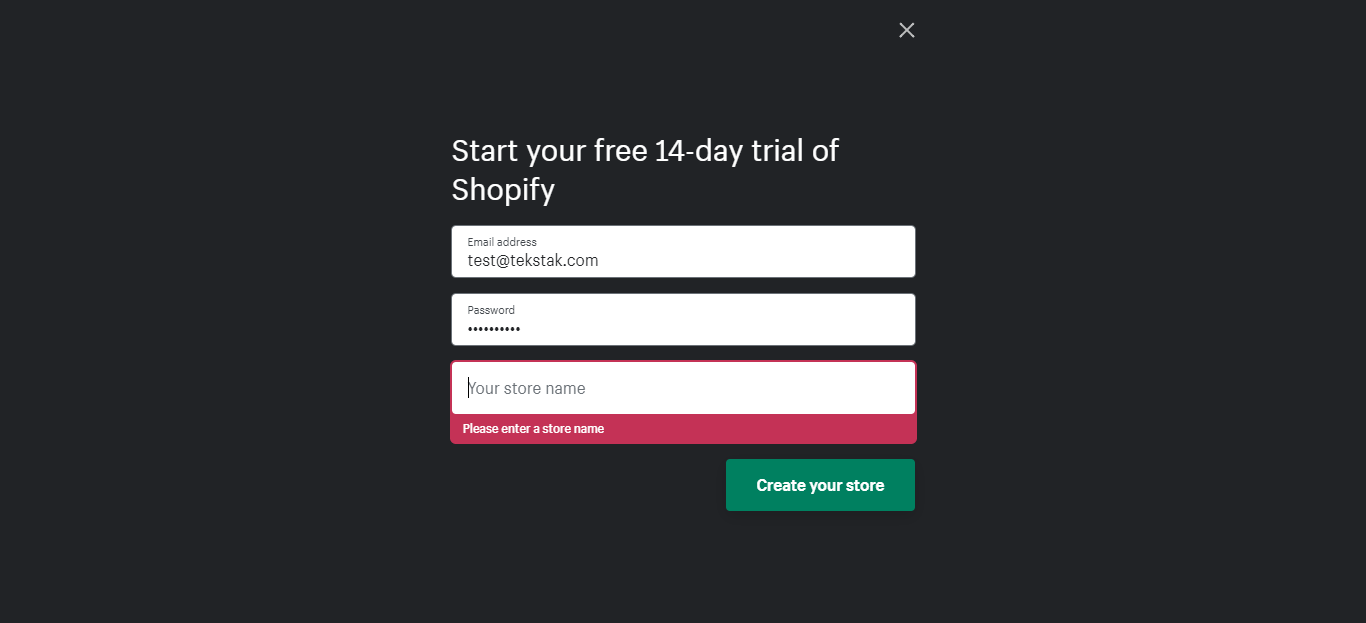 Start your free 14-day trial of
Shopify
Email address
test@tekstak.com
Password
••••••••••
Your store name
Please enter a store name
Create your store